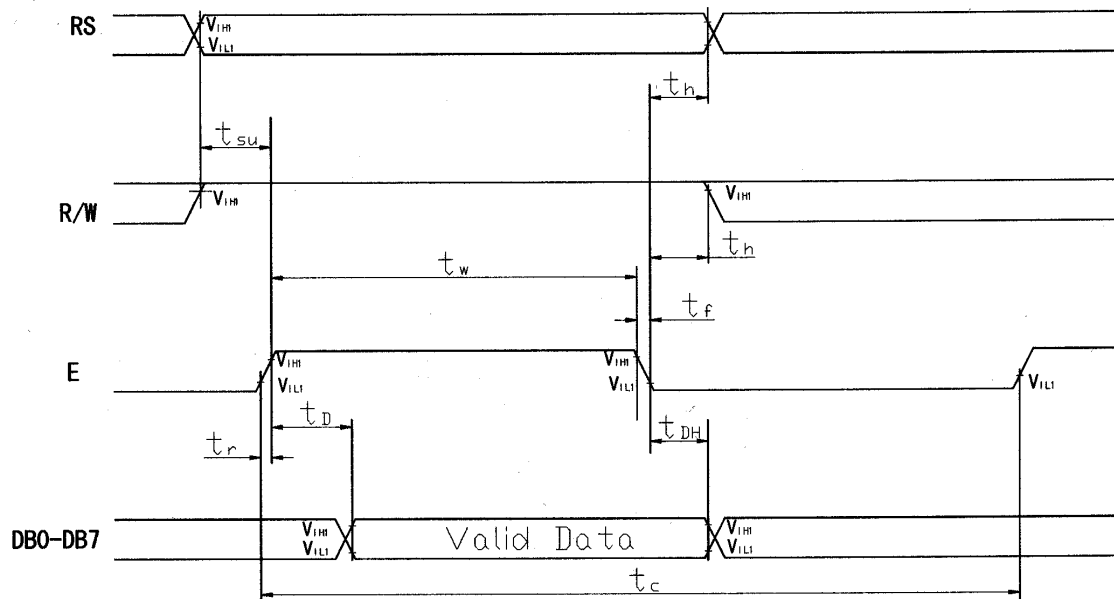 RS
VIH1
VIL1
th
tsu
VIH1
VIH1
R/W
th
tw
tf
E
VIH1
VIH1
VIL1
VIL1
VIL1
tD
tDH
tr
DB0-DB7
VIH1
VIL1
Valid Data
VIH1
VIL1
tc